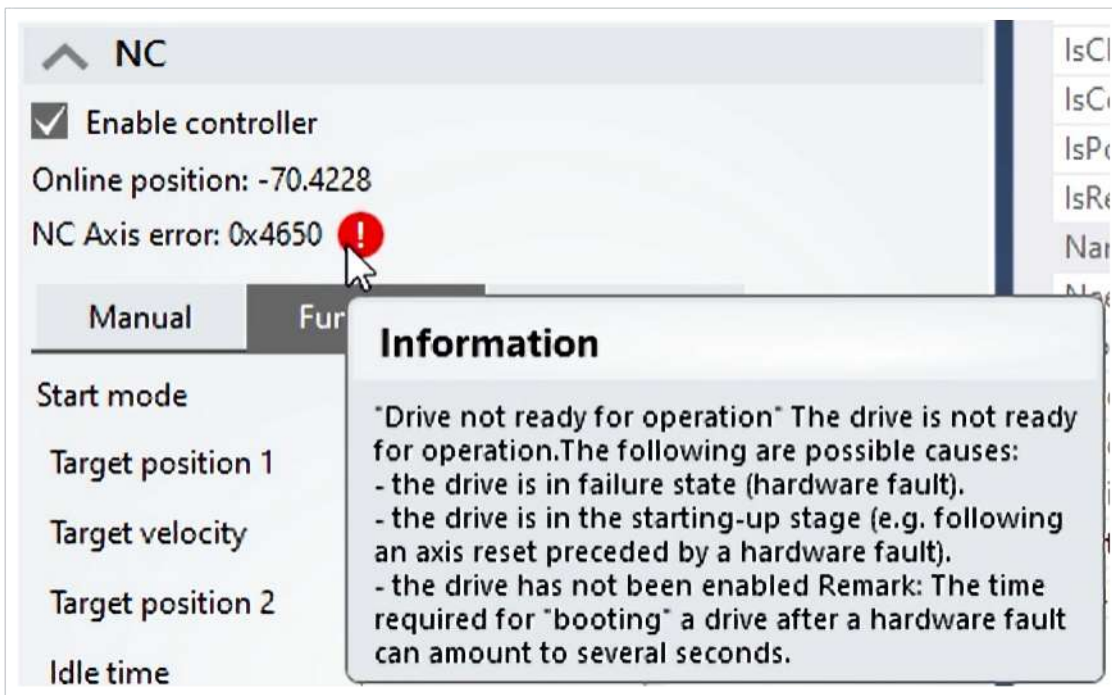 NC
Enable controller
Online position: -70.4228
NC Axis error: 0x4650
Manual
Information
Start mode
"Drive not ready for operation" The drive is not ready
for operation.The following are possible causes:
- the drive is in failure state (hardware fault).
- the drive is in the starting-up stage (e.g. following
an axis reset preceded by a hardware fault).
- the drive has not been enabled Remark: The time
required for "booting" a drive after a hardware fault
can amount to several seconds.
Target position 1
Target velocity
Target position 2
Idle time